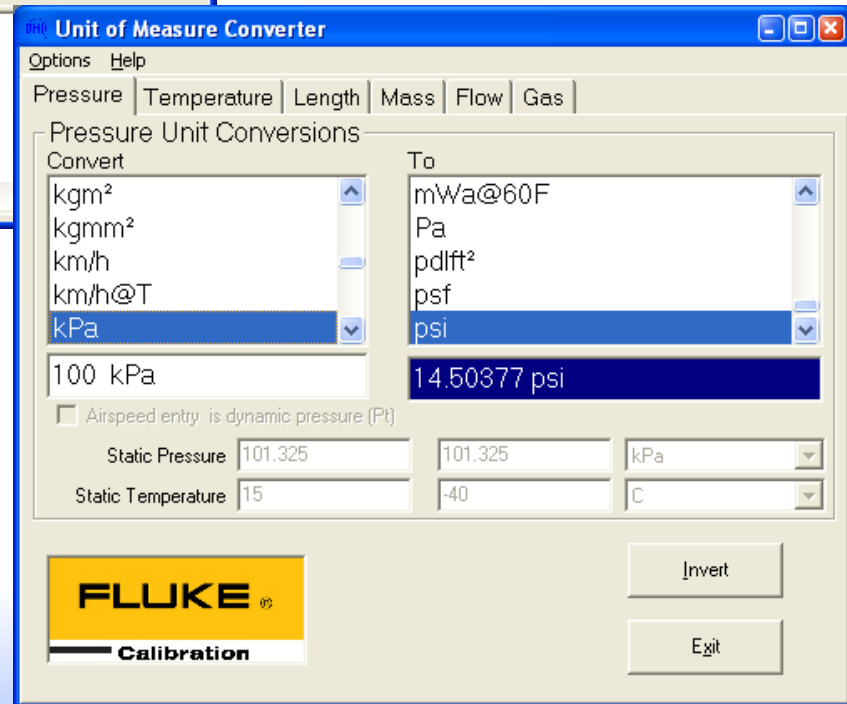 DHI Unit of Measure Converter
Options Help
Pressure Temperature Length Mass Flow Gas
Pressure Unit Conversions
Convert To
kgm² mWa@60F
kgmm² Pa
km/h pdlft²
km/h@T psf
kPa psi
100 kPa 14.50377 psi
Airspeed entry is dynamic pressure (Pt)
Static Pressure 101.325 101.325 kPa
Static Temperature 15 -40 C
Invert
FLUKE ®
Calibration
Exit